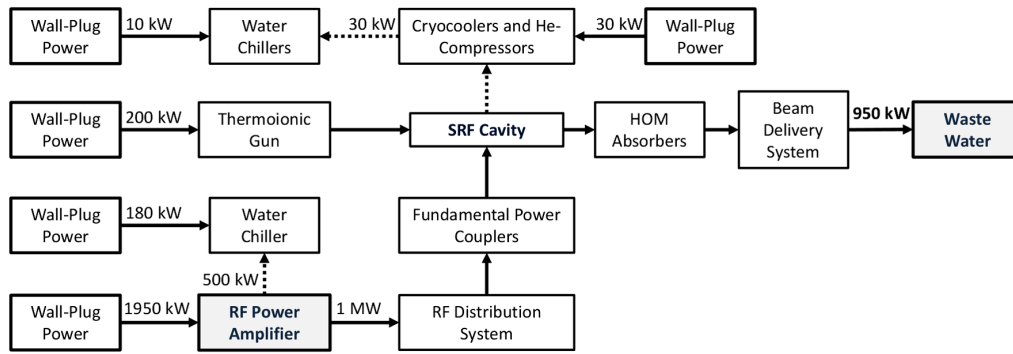 Wall-Plug
Power
10 kW
Water
Chillers
30 kW
Cryocoolers and He-
Compressors
30 kW
Wall-Plug
Power
Wall-Plug
Power
200 kW
Thermoionic
Gun
SRF Cavity
HOM
Absorbers
Beam
Delivery
System
950 kW
Waste
Water
Wall-Plug
Power
180 kW
Water
Chiller
Fundamental Power
Couplers
500 kW
Wall-Plug
Power
1950 kW
RF Power
Amplifier
1 MW
RF Distribution
System